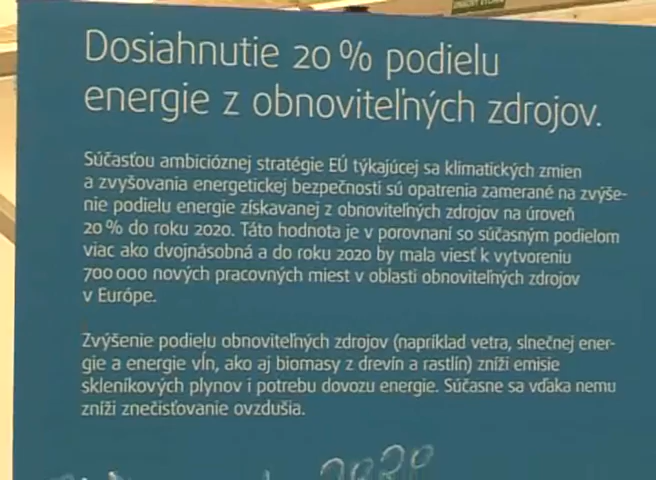 Dosiahnutie 20 % podielu
energie z obnoviteľných zdrojov.
Súčasťou ambicióznej stratégie EÚ týkajúcej sa klimatických zmien
a zvyšovania energetickej bezpečnosti sú opatrenia zamerané na zvýše-
nie podielu energie získavanej z obnoviteľných zdrojov na úroveň
20 % do roku 2020. Táto hodnota je v porovnaní so súčasným podielom
viac ako dvojnásobná a do roku 2020 by mala viesť k vytvoreniu
700 000 nových pracovných miest v oblasti obnoviteľných zdrojov
v Európe.
Zvýšenie podielu obnoviteľných zdrojov (napríklad vetra, slnečnej ener-
gie a energie vĺn, ako aj biomasy z drevín a rastlín) zníži emisie
skleníkových plynov i potrebu dovozu energie. Súčasne sa vďaka nemu
zníži znečisťovanie ovzdušia.